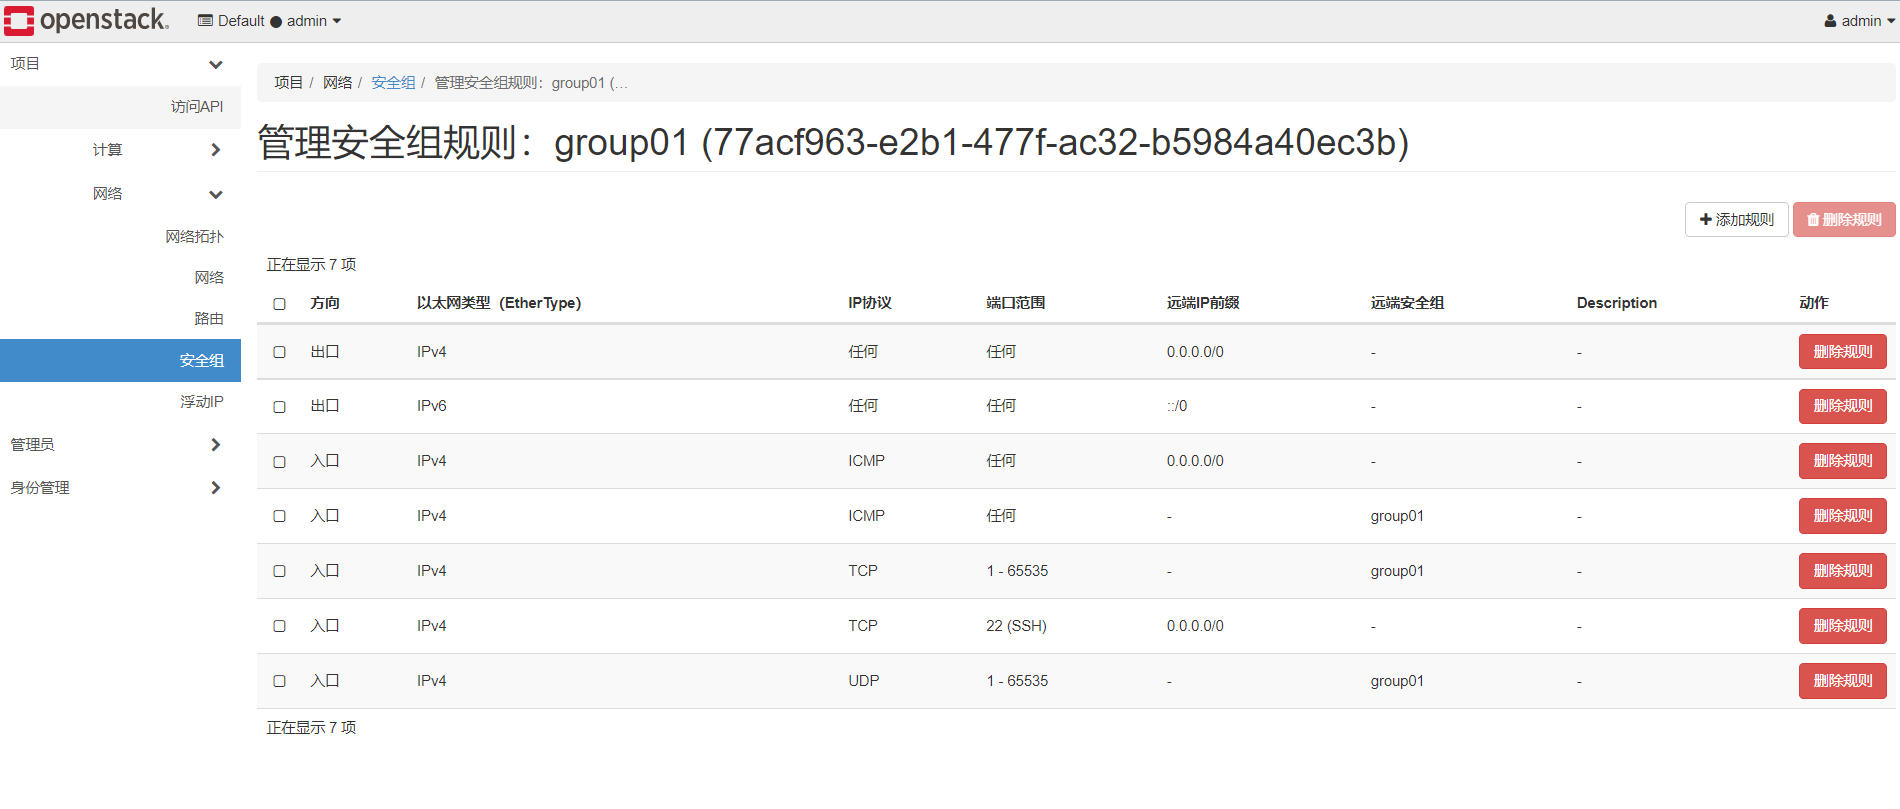 openstack. Default ● admin admin
项目
访问API
计算
网络
网络拓扑
网络
路由
安全组
浮动IP
管理员
身份管理
项目 / 网络 / 安全组 / 管理安全组规则：group01 (...
管理安全组规则：group01 (77acf963-e2b1-477f-ac32-b5984a40ec3b)
添加规则 删除规则
正在显示 7 项
方向 以太网类型（EtherType） IP协议 端口范围 远端IP前缀 远端安全组 Description 动作
出口 IPv4 任何 任何 0.0.0.0/0 - - 删除规则
出口 IPv6 任何 任何 ::/0 - - 删除规则
入口 IPv4 ICMP 任何 0.0.0.0/0 - - 删除规则
入口 IPv4 ICMP 任何 - group01 - 删除规则
入口 IPv4 TCP 1 - 65535 - group01 - 删除规则
入口 IPv4 TCP 22 (SSH) 0.0.0.0/0 - - 删除规则
入口 IPv4 UDP 1 - 65535 - group01 - 删除规则
正在显示 7 项